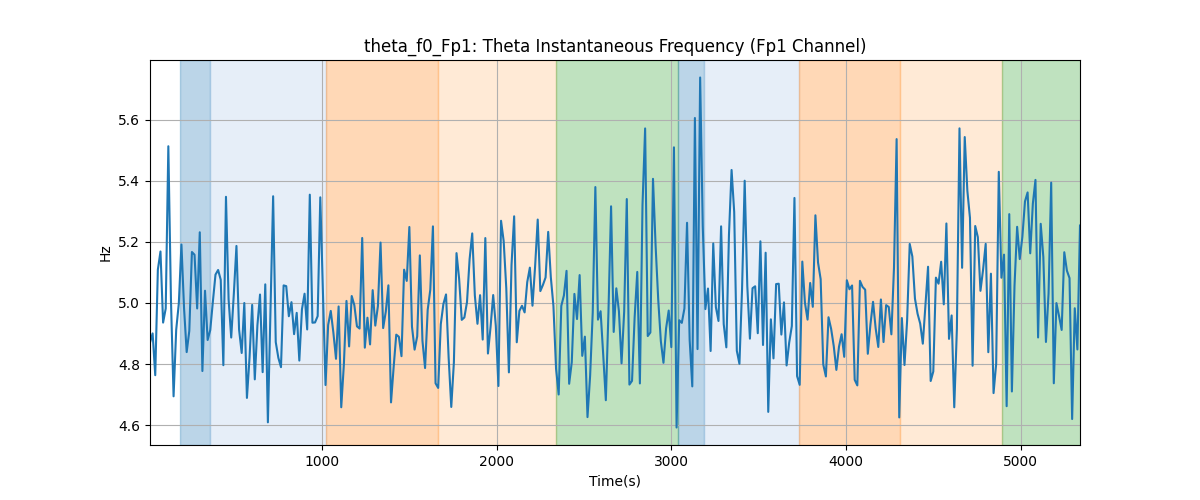 theta_f0_Fp1: Theta Instantaneous Frequency (Fp1 Channel)
5.6
5.4
5.2
5.0
4.8
4.6
Hz
1000 2000 3000 4000 5000
Time(s)